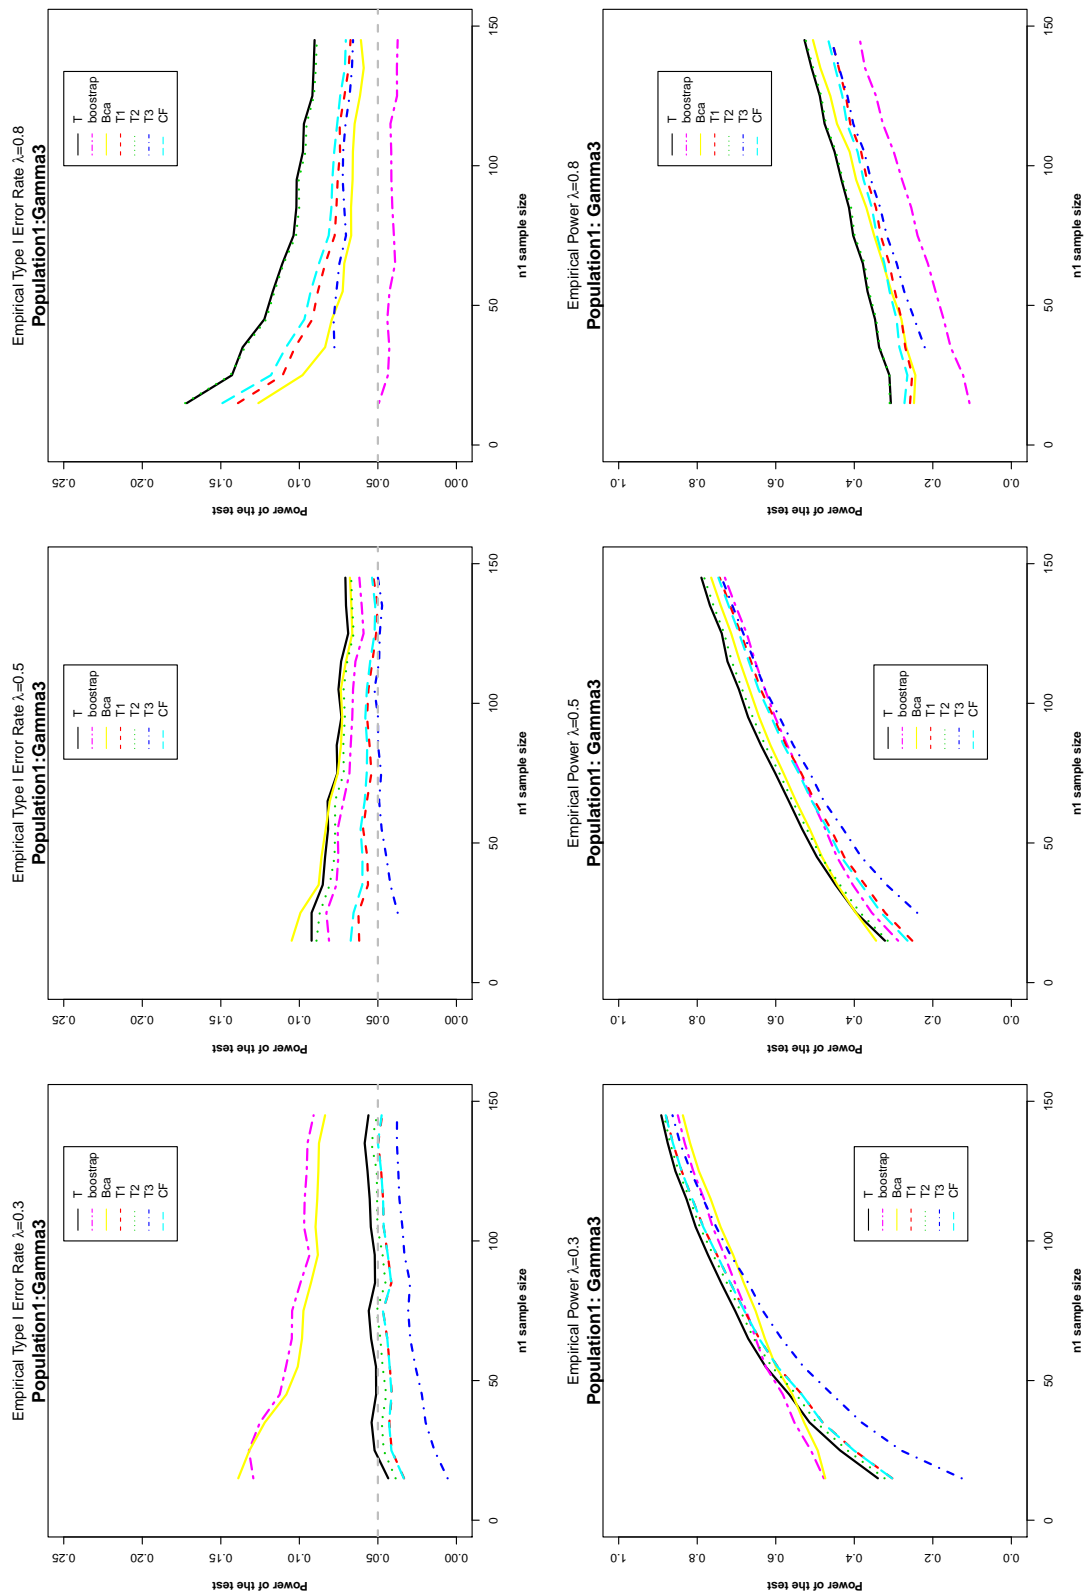 Empirical Type I Error Rate λ=0.3
Population1:Gamma3
Power of the test
0.25
0.20
0.15
0.10
0.05
0.00
T
boostrap
Bca
T1
T2
T3
CF
0
50
100
150
n1 sample size
Empirical Type I Error Rate λ=0.5
Population1:Gamma3
Power of the test
0.25
0.20
0.15
0.10
0.05
0.00
T
boostrap
Bca
T1
T2
T3
CF
0
50
100
150
n1 sample size
Empirical Type I Error Rate λ=0.8
Population1:Gamma3
Power of the test
0.25
0.20
0.15
0.10
0.05
0.00
T
boostrap
Bca
T1
T2
T3
CF
0
50
100
150
n1 sample size
Empirical Power λ=0.3
Population1: Gamma3
Power of the test
1.0
0.8
0.6
0.4
0.2
0.0
T
boostrap
Bca
T1
T2
T3
CF
0
50
100
150
n1 sample size
Empirical Power λ=0.5
Population1: Gamma3
Power of the test
1.0
0.8
0.6
0.4
0.2
0.0
T
boostrap
Bca
T1
T2
T3
CF
0
50
100
150
n1 sample size
Empirical Power λ=0.8
Population1: Gamma3
Power of the test
1.0
0.8
0.6
0.4
0.2
0.0
T
boostrap
Bca
T1
T2
T3
CF
0
50
100
150
n1 sample size